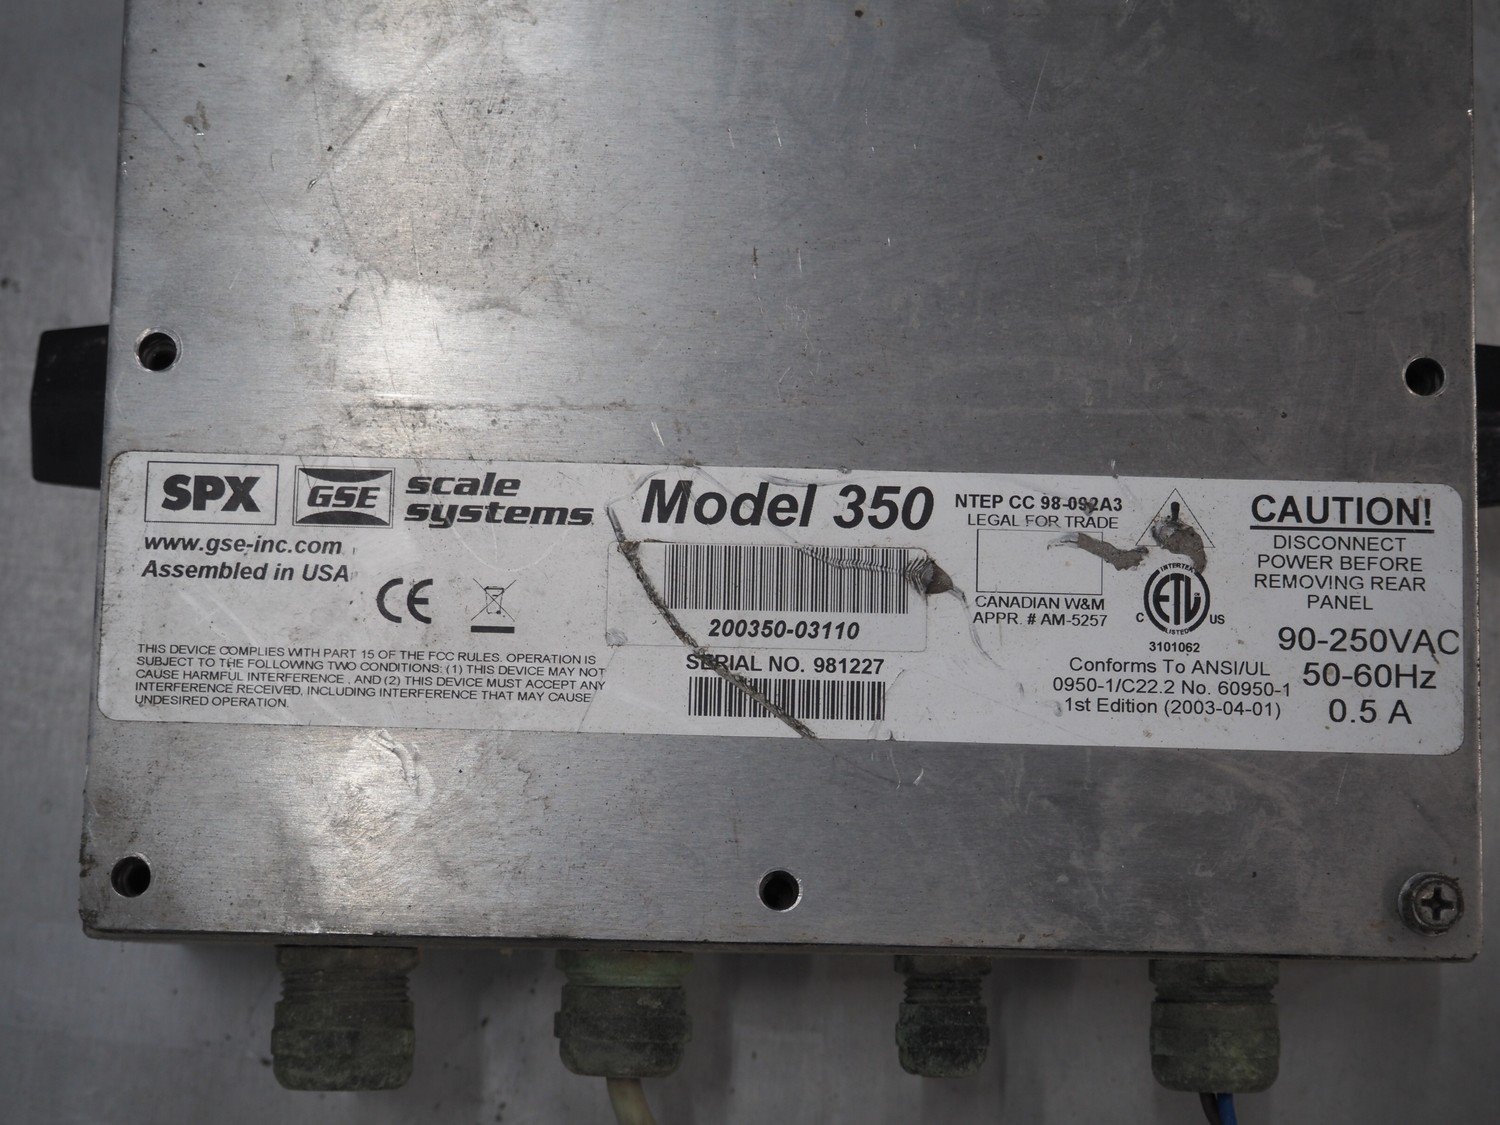 SPX GSE scale systems
www.gse-inc.com
Assembled in USA
CE
THIS DEVICE COMPLIES WITH PART 15 OF THE FCC RULES. OPERATION IS
SUBJECT TO THE FOLLOWING TWO CONDITIONS: (1) THIS DEVICE MAY NOT
CAUSE HARMFUL INTERFERENCE , AND (2) THIS DEVICE MUST ACCEPT ANY
INTERFERENCE RECEIVED, INCLUDING INTERFERENCE THAT MAY CAUSE
UNDESIRED OPERATION.
Model 350
200350-03110
SERIAL NO. 981227
NTEP CC 98-092A3
LEGAL FOR TRADE
CANADIAN W&M
APPR. # AM-5257
INTERTEK
ETL
C US
LISTED
3101062
Conforms To ANSI/UL
0950-1/C22.2 No. 60950-1
1st Edition (2003-04-01)
CAUTION!
DISCONNECT
POWER BEFORE
REMOVING REAR
PANEL
90-250VAC
50-60Hz
0.5 A